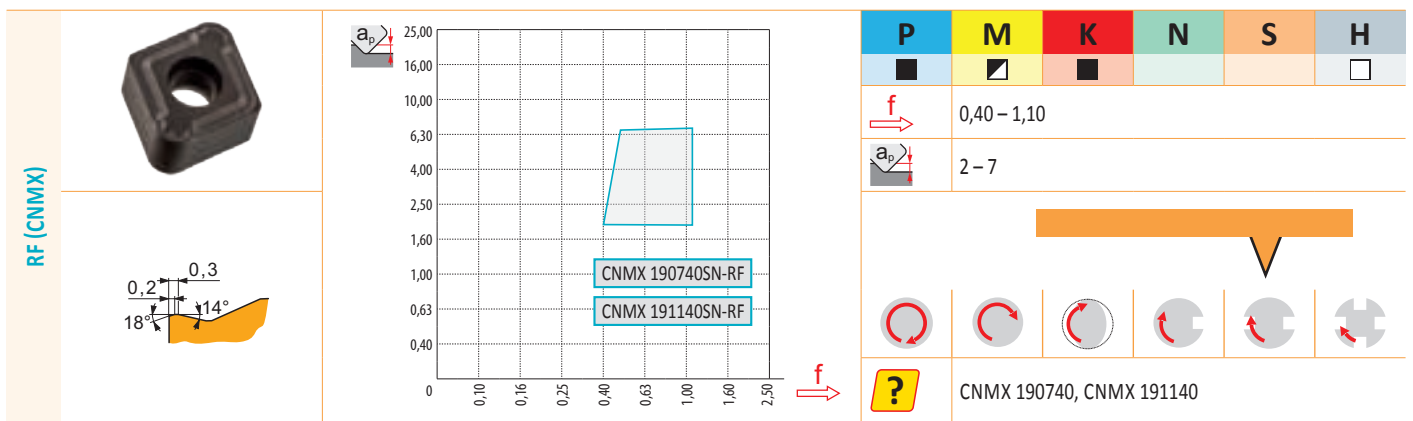 RF (CNMX)
0,3
0,2
14°
18°
aₚ
25,00
16,00
10,00
6,30
4,00
2,50
1,60
1,00
0,63
0,40
0
CNMX 190740SN-RF
CNMX 191140SN-RF
0,10
0,16
0,25
0,40
0,63
1,00
1,60
2,50
f
P M K N S H
f 0,40 – 1,10
aₚ 2 – 7
? CNMX 190740, CNMX 191140